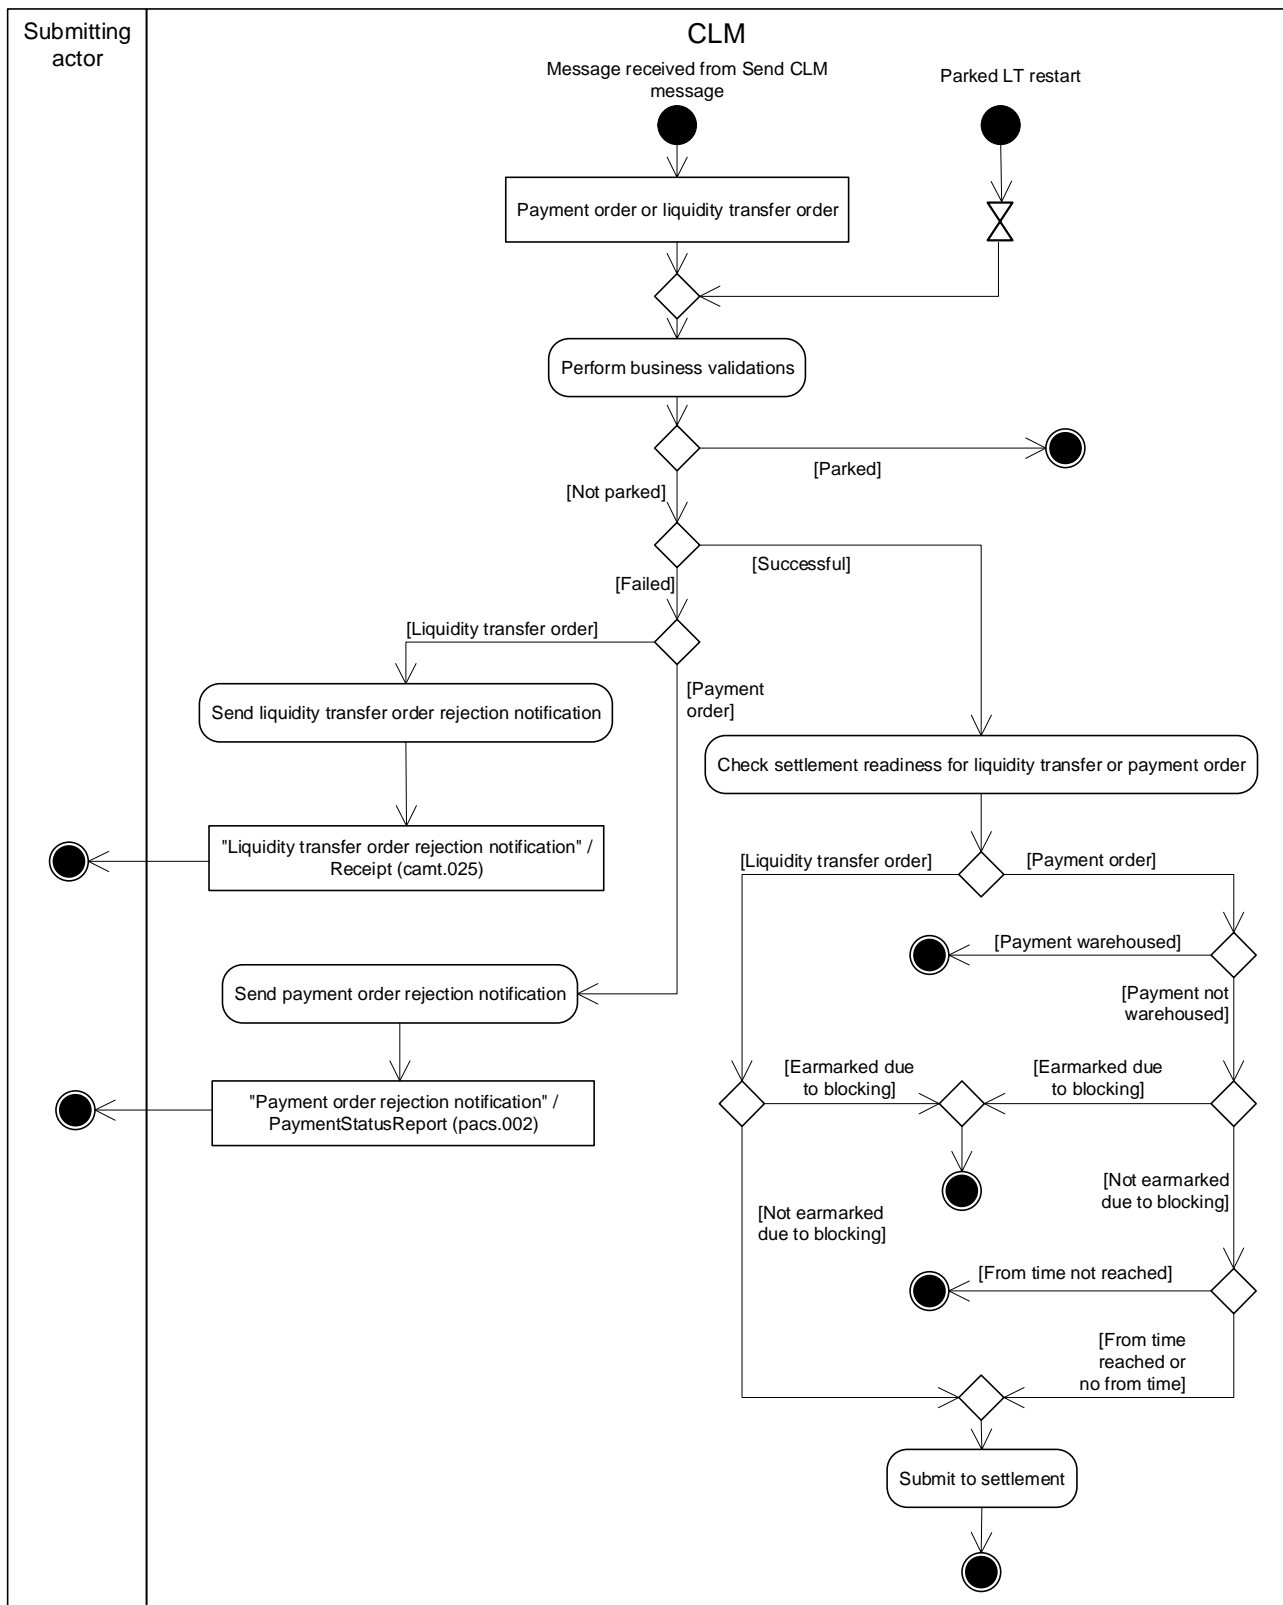 Submitting
actor
CLM
Message received from Send CLM
message
Parked LT restart
Payment order or liquidity transfer order
Perform business validations
[Parked]
[Not parked]
[Successful]
[Failed]
[Liquidity transfer order]
[Payment
order]
Send liquidity transfer order rejection notification
Check settlement readiness for liquidity transfer or payment order
"Liquidity transfer order rejection notification" /
Receipt (camt.025)
[Liquidity transfer order]
[Payment order]
[Payment warehoused]
Send payment order rejection notification
[Payment not
warehoused]
[Earmarked due
to blocking]
[Earmarked due
to blocking]
"Payment order rejection notification" /
PaymentStatusReport (pacs.002)
[Not earmarked
due to blocking]
[Not earmarked
due to blocking]
[From time not reached]
[From time
reached or
no from time]
Submit to settlement